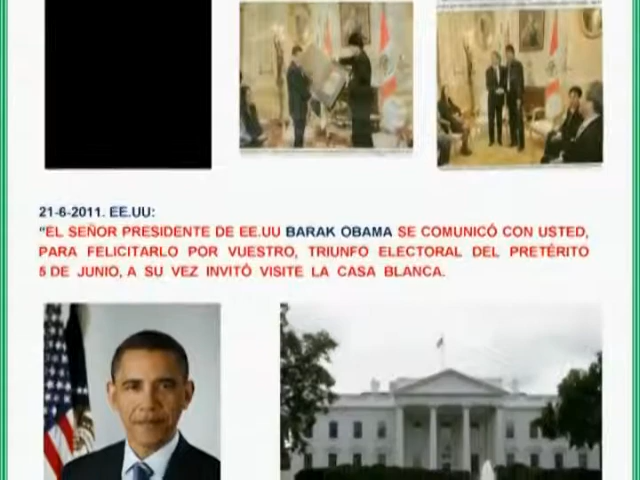 21-6-2011. EE.UU:
"EL SEÑOR PRESIDENTE DE EE.UU BARAK OBAMA SE COMUNICÓ CON USTED,
PARA FELICITARLO POR VUESTRO, TRIUNFO ELECTORAL DEL PRETÉRITO
5 DE JUNIO, A SU VEZ INVITÓ VISITE LA CASA BLANCA.